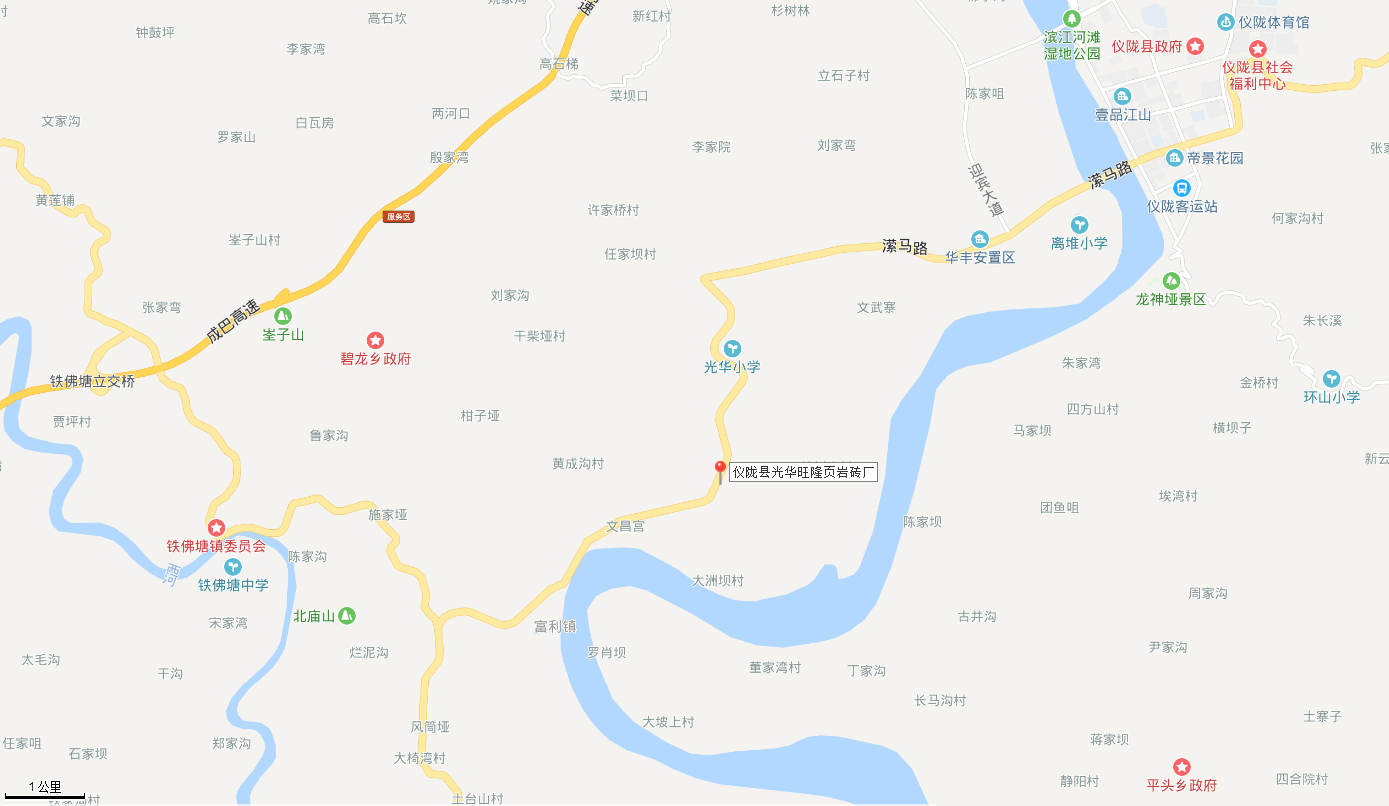 高石坎
新红村
杉树林
速
仪陇体育馆
钟鼓坪
李家湾
滨江河滩
湿地公园
仪陇县政府
高石梯
立石子村
仪陇县社会
福利中心
菜坝口
陈家咀
文家沟
白瓦房
两河口
壹品江山
罗家山
李家院
刘家弯
殷家湾
帝景花园
潆马路
迎宾大道
黄莲铺
服务区
许家桥村
仪陇客运站
何家沟村
离堆小学
峑子山村
任家坝村
潆马路
华丰安置区
龙神垭景区
刘家沟
文武寨
张家弯
成巴高速
朱长溪
峑子山
干柴垭村
碧龙乡政府
光华小学
朱家湾
铁佛塘立交桥
金桥村
环山小学
贾坪村
柑子垭
四方山村
鲁家沟
马家坝
横坝子
黄成沟村
仪陇县光华旺隆页岩砖厂
新云
埃湾村
施家垭
团鱼咀
铁佛塘镇委员会
文昌宫
陈家坝
陈家沟
西河
铁佛塘中学
大洲坝村
周家沟
北庙山
宋家湾
富利镇
古井沟
烂泥沟
罗肖坝
尹家沟
太毛沟
干沟
董家湾村
丁家沟
长马沟村
风筒垭
大坡上村
土寨子
任家咀
石家坝
郑家沟
大椅湾村
蒋家坝
静阳村
平头乡政府
四合院村
1公里
土台山村